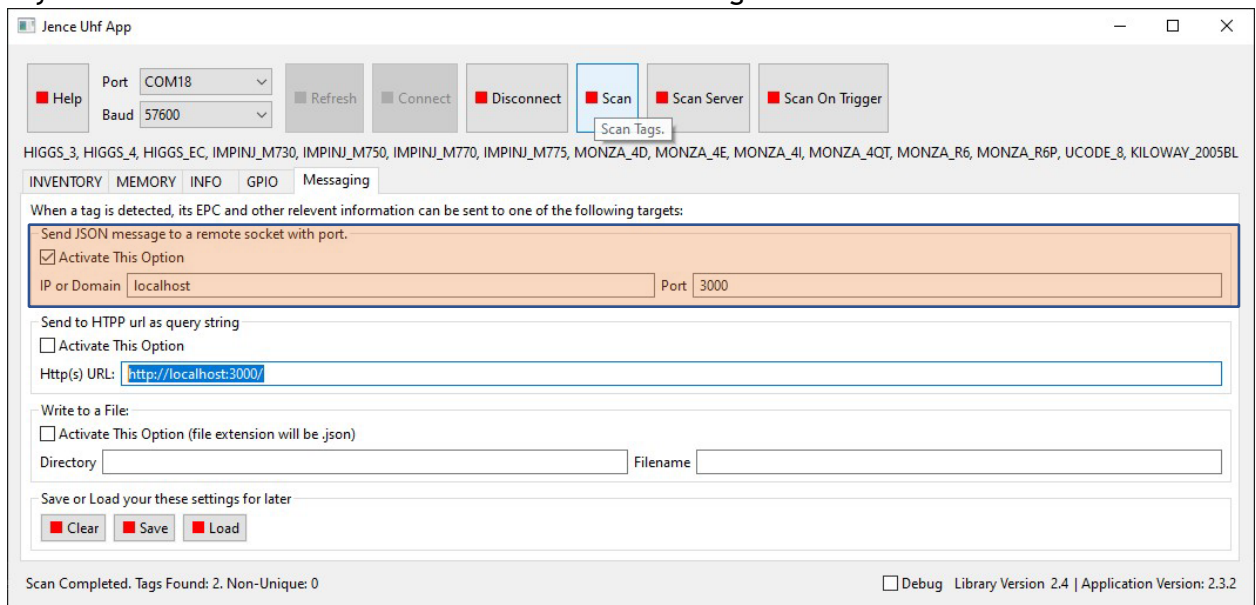 Jence Uhf App
Help
Port COM18
Baud 57600
Refresh
Connect
Disconnect
Scan
Scan Server
Scan On Trigger
Scan Tags.
HIGGS_3, HIGGS_4, HIGGS_EC, IMPINJ_M730, IMPINJ_M750, IMPINJ_M770, IMPINJ_M775, MONZA_4D, MONZA_4E, MONZA_4I, MONZA_4QT, MONZA_R6, MONZA_R6P, UCODE_8, KILOWAY_2005BL
INVENTORY MEMORY INFO GPIO Messaging
When a tag is detected, its EPC and other relevent information can be sent to one of the following targets:
Send JSON message to a remote socket with port.
Activate This Option
IP or Domain localhost Port 3000
Send to HTPP url as query string
Activate This Option
Http(s) URL: http://localhost:3000/
Write to a File:
Activate This Option (file extension will be .json)
Directory Filename
Save or Load your these settings for later
Clear Save Load
Scan Completed. Tags Found: 2. Non-Unique: 0 Debug Library Version 2.4 | Application Version: 2.3.2